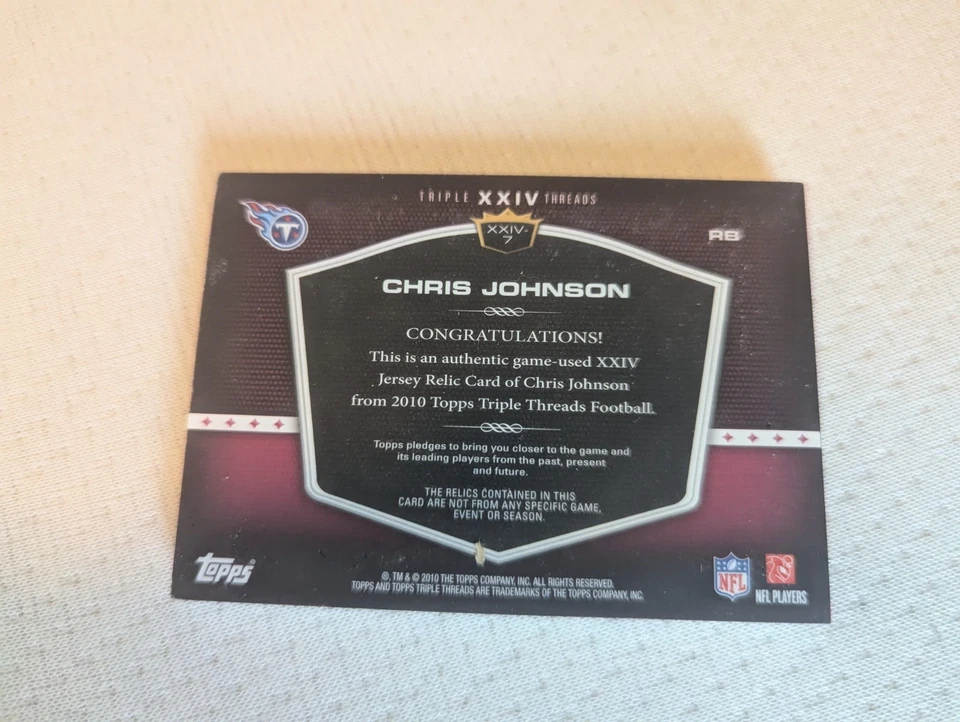 TRIPLE XXIV THREADS
XXIV-
7
T
RB
CHRIS JOHNSON
CONGRATULATIONS!
This is an authentic game-used XXIV
Jersey Relic Card of Chris Johnson
from 2010 Topps Triple Threads Football.
Topps pledges to bring you closer to the game and
its leading players from the past, present
and future.
THE RELICS CONTAINED IN THIS
CARD ARE NOT FROM ANY SPECIFIC GAME,
EVENT OR SEASON.
topps
®, TM & © 2010 THE TOPPS COMPANY, INC. ALL RIGHTS RESERVED.
TOPPS AND TOPPS TRIPLE THREADS ARE TRADEMARKS OF THE TOPPS COMPANY, INC.
NFL
NFL PLAYERS